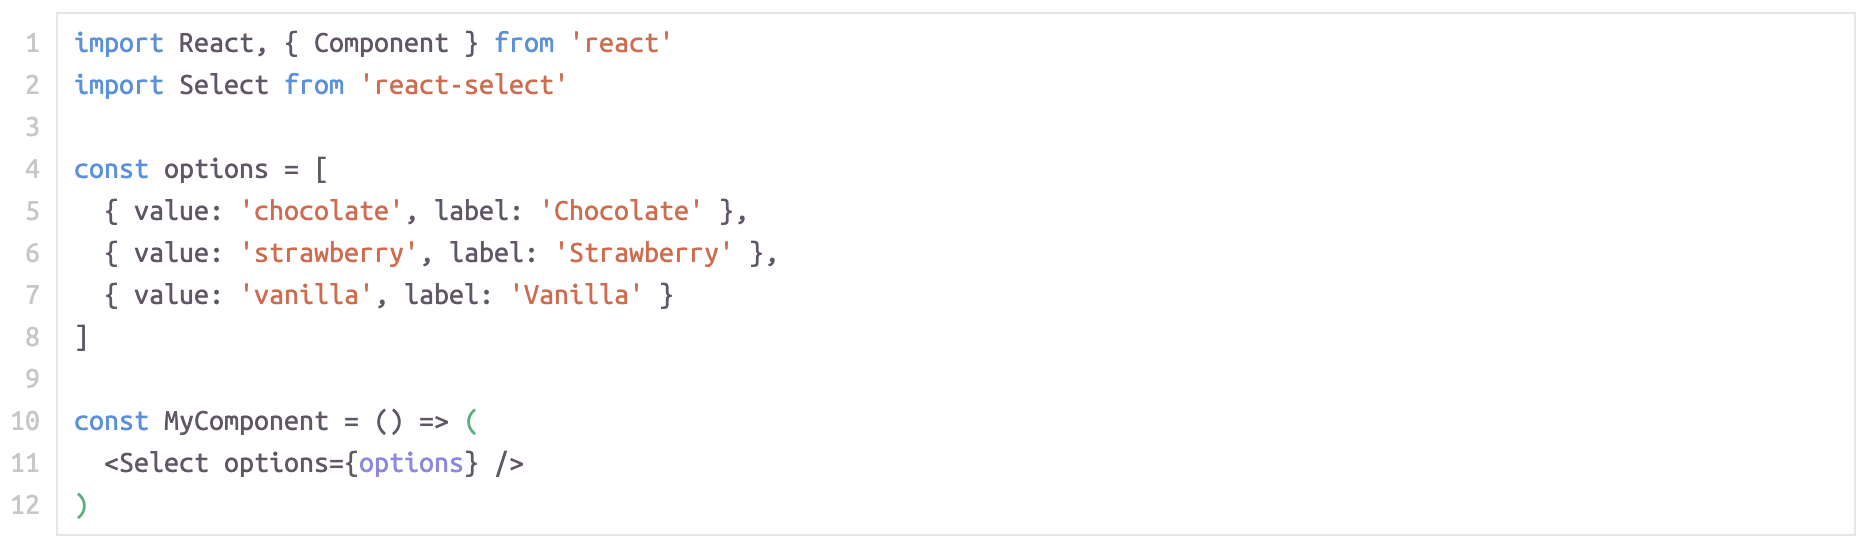 1 import React, { Component } from 'react'
2 import Select from 'react-select'
3
4 const options = [
5   { value: 'chocolate', label: 'Chocolate' },
6   { value: 'strawberry', label: 'Strawberry' },
7   { value: 'vanilla', label: 'Vanilla' }
8 ]
9
10 const MyComponent = () => (
11   <Select options={options} />
12 )